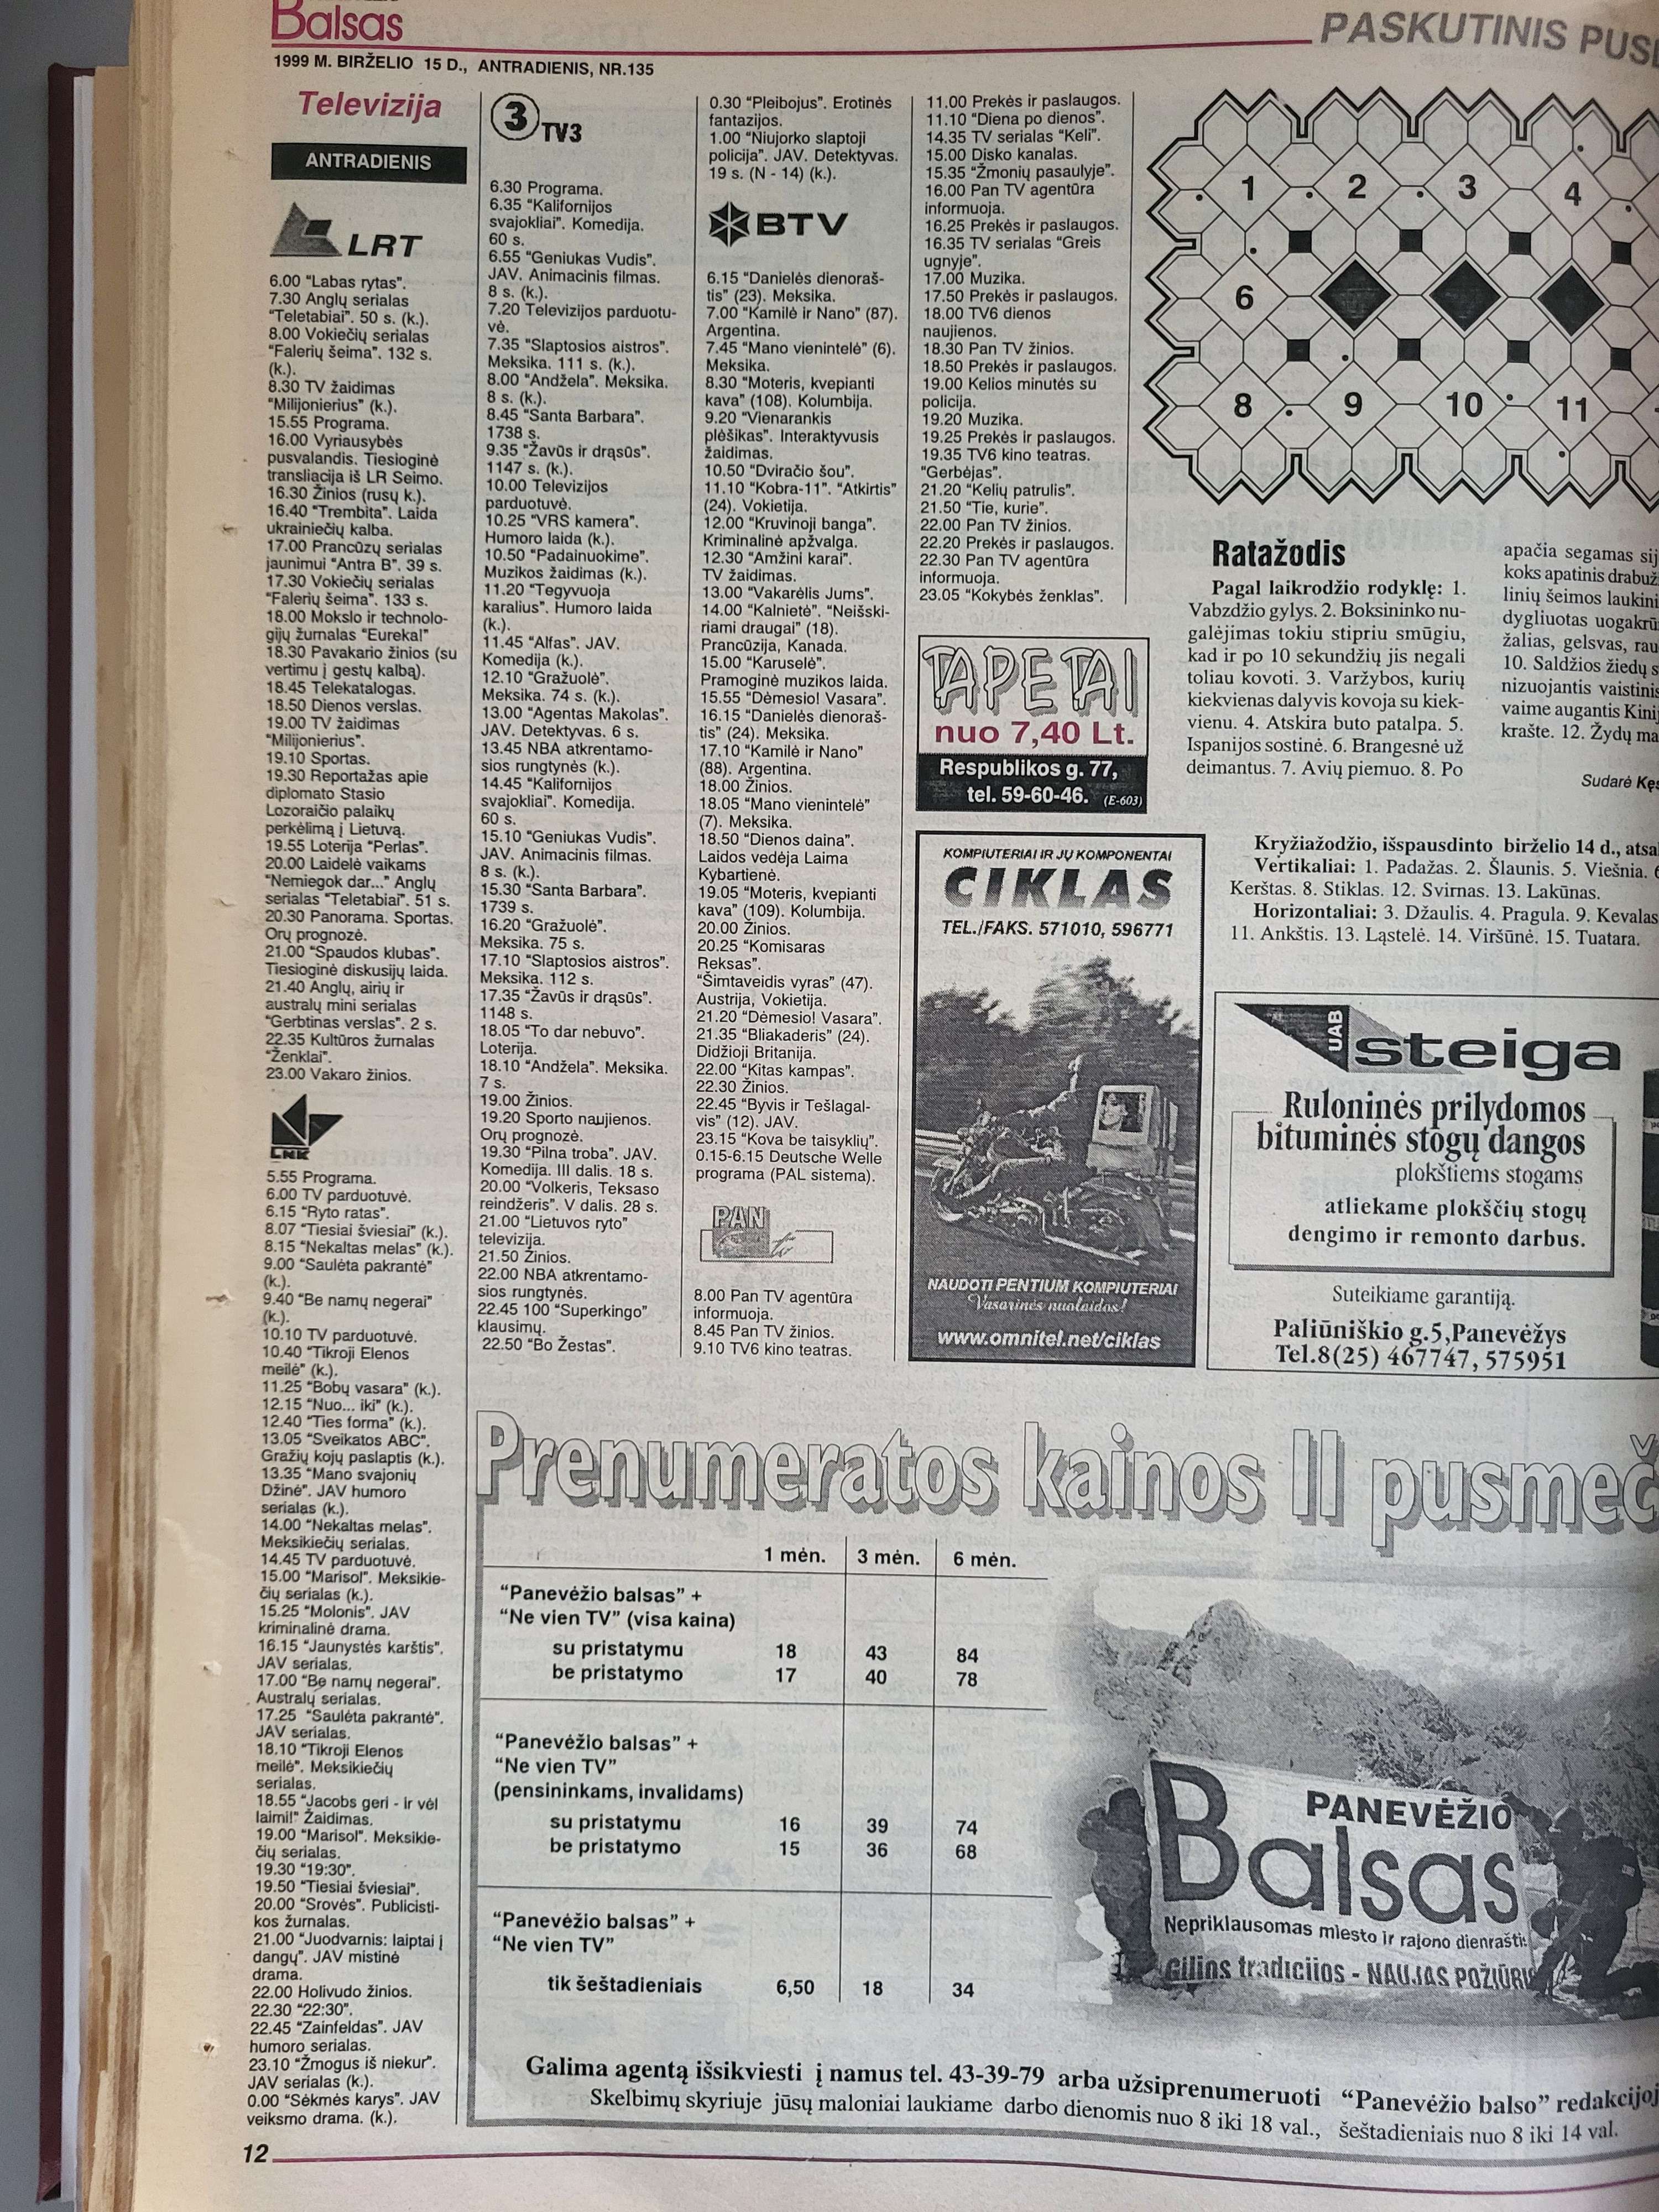 Balsas
PASKUTINIS
1999 M. BIRŽELIO 15 D., ANTRADIENIS, NR.135
Televizija
ANTRADIENIS
LRT
6.00 “Labas rytas”.
7.30 Anglų serialas
“Teletabiai”. 50 s. (k.).
8.00 Vokiečių serialas
“Falerių šeima”. 132 s.
(k.).
8.30 TV žaidimas
“Milijonierius” (k.).
15.55 Programa.
16.00 Vyriausybės
pusvalandis. Tiesioginė
transliacija iš LR Seimo.
16.30 Žinios (rusų k.).
16.40 “Trembita”. Laida
ukrainiečių kalba.
17.00 Prancūzų serialas
jaunimui “Antra B”. 39 s.
17.30 Vokiečių serialas
“Falerių šeima”. 133 s.
18.00 Mokslo ir technolo-
gijų žurnalas “Eureka!”
18.30 Pavakario žinios (su
vertimu į gestų kalbą).
18.45 Telekatalogas.
18.50 Dienos verslas.
19.00 TV žaidimas
“Milijonierius”.
19.10 Sportas.
19.30 Reportažas apie
diplomato Stasio
Lozoraičio palaikų
perkėlimą į Lietuvą.
19.55 Loterija “Perlas”.
20.00 Laidelė vaikams
“Nemiegok dar...” Anglų
serialas “Teletabiai”. 51 s.
20.30 Panorama. Sportas.
Orų prognozė.
21.00 “Spaudos klubas”.
Tiesioginė diskusijų laida.
21.40 Anglų, airių ir
australų mini serialas
“Gerbtinas verslas”. 2 s.
22.35 Kultūros žurnalas
“Ženklai”.
23.00 Vakaro žinios.
LNK
5.55 Programa.
6.00 TV parduotuvė.
6.15 “Ryto ratas”.
8.07 “Tiesiai šviesiai” (k.).
8.15 “Nekaltas melas” (k.).
9.00 “Saulėta pakrantė”
(k.).
9.40 “Be namų negerai”
(k.).
10.10 TV parduotuvė.
10.40 “Tikroji Elenos
meilė” (k.).
11.25 “Bobų vasara” (k.).
12.15 “Nuo... iki” (k.).
12.40 “Ties forma” (k.).
13.05 “Sveikatos ABC”.
Gražių kojų paslaptis (k.).
13.35 “Mano svajonių
Džinė”. JAV humoro
serialas (k.).
14.00 “Nekaltas melas”.
Meksikiečių serialas.
14.45 TV parduotuvė.
15.00 “Marisol”. Meksikie-
čių serialas (k.).
15.25 “Molonis”. JAV
kriminalinė drama.
16.15 “Jaunystės karštis”.
JAV serialas.
17.00 “Be namų negerai”.
Australų serialas.
17.25 “Saulėta pakrantė”.
JAV serialas.
18.10 “Tikroji Elenos
meilė”. Meksikiečių
serialas.
18.55 “Jacobs geri - ir vėl
laimi!” Žaidimas.
19.00 “Marisol”. Meksikie-
čių serialas.
19.30 “19:30”.
19.50 “Tiesiai šviesiai”.
20.00 “Srovės”. Publicisti-
kos žurnalas.
21.00 “Juodvarnis: laiptai į
dangų”. JAV mistinė
drama.
22.00 Holivudo žinios.
22.30 “22:30”.
22.45 “Zainfeldas”. JAV
humoro serialas.
23.10 “Žmogus iš niekur”.
JAV serialas (k.).
0.00 “Sėkmės karys”. JAV
veiksmo drama. (k.).
3 TV3
6.30 Programa.
6.35 “Kalifornijos
svajokliai”. Komedija.
60 s.
6.55 “Geniukas Vudis”.
JAV. Animacinis filmas.
8 s. (k.).
7.20 Televizijos parduotu-
vė.
7.35 “Slaptosios aistros”.
Meksika. 111 s. (k.).
8.00 “Andžela”. Meksika.
8 s. (k.).
8.45 “Santa Barbara”.
1738 s.
9.35 “Žavūs ir drąsūs”.
1147 s. (k.).
10.00 Televizijos
parduotuvė.
10.25 “VRS kamera”.
Humoro laida (k.).
10.50 “Padainuokime”.
Muzikos žaidimas (k.).
11.20 “Tegyvuoja
karalius”. Humoro laida
(k.).
11.45 “Alfas”. JAV.
Komedija (k.).
12.10 “Gražuolė”.
Meksika. 74 s. (k.).
13.00 “Agentas Makolas”.
JAV. Detektyvas. 6 s.
13.45 NBA atkrentamo-
sios rungtynės (k.).
14.45 “Kalifornijos
svajokliai”. Komedija.
60 s.
15.10 “Geniukas Vudis”.
JAV. Animacinis filmas.
8 s. (k.).
15.30 “Santa Barbara”.
1739 s.
16.20 “Gražuolė”.
Meksika. 75 s.
17.10 “Slaptosios aistros”.
Meksika. 112 s.
17.35 “Žavūs ir drąsūs”.
1148 s.
18.05 “To dar nebuvo”.
Loterija.
18.10 “Andžela”. Meksika.
7 s.
19.00 Žinios.
19.20 Sporto naujienos.
Orų prognozė.
19.30 “Pilna troba”. JAV.
Komedija. III dalis. 18 s.
20.00 “Volkeris, Teksaso
reindžeris”. V dalis. 28 s.
21.00 “Lietuvos ryto”
televizija.
21.50 Žinios.
22.00 NBA atkrentamo-
sios rungtynės.
22.45 100 “Superkingo”
klausimų.
22.50 “Bo Žestas”.
0.30 “Pleibojus”. Erotinės
fantazijos.
1.00 “Niujorko slaptoji
policija”. JAV. Detektyvas.
19 s. (N - 14) (k.).
BTV
6.15 “Danielės dienoraš-
tis” (23). Meksika.
7.00 “Kamilė ir Nano” (87).
Argentina.
7.45 “Mano vienintelė” (6).
Meksika.
8.30 “Moteris, kvepianti
kava” (108). Kolumbija.
9.20 “Vienarankis
plėšikas”. Interaktyvusis
žaidimas.
10.50 “Dviračio šou”.
11.10 “Kobra-11”. “Atkirtis”
(24). Vokietija.
12.00 “Kruvinoji banga”.
Kriminalinė apžvalga.
12.30 “Amžini karai”.
TV žaidimas.
13.00 “Vakarėlis Jums”.
14.00 “Kalnietė”. “Neišski-
riami draugai” (18).
Prancūzija, Kanada.
15.00 “Karuselė”.
Pramoginė muzikos laida.
15.55 “Dėmesio! Vasara”.
16.15 “Danielės dienoraš-
tis” (24). Meksika.
17.10 “Kamilė ir Nano”
(88). Argentina.
18.00 Žinios.
18.05 “Mano vienintelė”
(7). Meksika.
18.50 “Dienos daina”.
Laidos vedėja Laima
Kybartienė.
19.05 “Moteris, kvepianti
kava” (109). Kolumbija.
20.00 Žinios.
20.25 “Komisaras
Reksas”.
“Šimtaveidis vyras” (47).
Austrija, Vokietija.
21.20 “Dėmesio! Vasara”.
21.35 “Bliakaderis” (24).
Didžioji Britanija.
22.00 “Kitas kampas”.
22.30 Žinios.
22.45 “Byvis ir Tešlagal-
vis” (12). JAV.
23.15 “Kova be taisyklių”.
0.15-6.15 Deutsche Welle
programa (PAL sistema).
PAN tv
8.00 Pan TV agentūra
informuoja.
8.45 Pan TV žinios.
9.10 TV6 kino teatras.
11.00 Prekės ir paslaugos.
11.10 “Diena po dienos”.
14.35 TV serialas “Keli”.
15.00 Disko kanalas.
15.35 “Žmonių pasaulyje”.
16.00 Pan TV agentūra
informuoja.
16.25 Prekės ir paslaugos.
16.35 TV serialas “Greis
ugnyje”.
17.00 Muzika.
17.50 Prekės ir paslaugos.
18.00 TV6 dienos
naujienos.
18.30 Pan TV žinios.
18.50 Prekės ir paslaugos.
19.00 Kelios minutės su
policija.
19.20 Muzika.
19.25 Prekės ir paslaugos.
19.35 TV6 kino teatras.
“Gerbėjas”.
21.20 “Kelių patrulis”.
21.50 “Tie, kurie”.
22.00 Pan TV žinios.
22.20 Prekės ir paslaugos.
22.30 Pan TV agentūra
informuoja.
23.05 “Kokybės ženklas”.
TAPETAI
nuo 7,40 Lt.
Respublikos g. 77,
tel. 59-60-46. (E-603)
KOMPIUTERIAI IR JŲ KOMPONENTAI
CIKLAS
TEL./FAKS. 571010, 596771
NAUDOTI PENTIUM KOMPIUTERIAI
Vasarinės nuolaidos!
www.omnitel.net/ciklas
1 2 3 4
6
8 9 10 11
Ratažodis
Pagal laikrodžio rodyklę: 1.
Vabzdžio gylys. 2. Boksininko nu-
galėjimas tokiu stipriu smūgiu,
kad ir po 10 sekundžių jis negali
toliau kovoti. 3. Varžybos, kurių
kiekvienas dalyvis kovoja su kiek-
vienu. 4. Atskira buto patalpa. 5.
Ispanijos sostinė. 6. Brangesnė už
deimantus. 7. Avių piemuo. 8. Po
apačia segamas
koks apatinis
linių šeimos
dygliuotas
žalias, gelsvas,
10. Saldžios žiedų
nizuojantis
vaime augantis
krašte. 12. Žydų
Sudarė
Kryžiažodžio, išspausdinto birželio 14 d.,
Vertikaliai: 1. Padažas. 2. Šlaunis. 5. Viešnia.
Kerštas. 8. Stiklas. 12. Svirnas. 13. Lakūnas.
Horizontaliai: 3. Džaulis. 4. Pragula. 9. Kevalas
11. Ankštis. 13. Ląstelė. 14. Viršūnė. 15. Tuatara.
UAB steiga
Ruloninės prilydomos
bituminės stogų dangos
plokštiems stogams
atliekame plokščių stogų
dengimo ir remonto darbus.
Suteikiame garantiją.
Paliūniškio g.5,Panevėžys
Tel.8(25) 467747, 575951
Prenumeratos kainos II
1 mėn. 3 mėn. 6 mėn.
“Panevėžio balsas” +
“Ne vien TV” (visa kaina)
su pristatymu 18 43 84
be pristatymo 17 40 78
“Panevėžio balsas” +
“Ne vien TV”
(pensininkams, invalidams)
su pristatymu 16 39 74
be pristatymo 15 36 68
“Panevėžio balsas” +
“Ne vien TV”
tik šeštadieniais 6,50 18 34
PANEVĖŽIO
Balsas
Nepriklausomas miesto ir rajono
Gilios tradicijos - NAUJAS
Galima agentą išsikviesti į namus tel. 43-39-79 arba užsiprenumeruoti “Panevėžio balso”
Skelbimų skyriuje jūsų maloniai laukiame darbo dienomis nuo 8 iki 18 val., šeštadieniais nuo 8 iki 14 val.
12